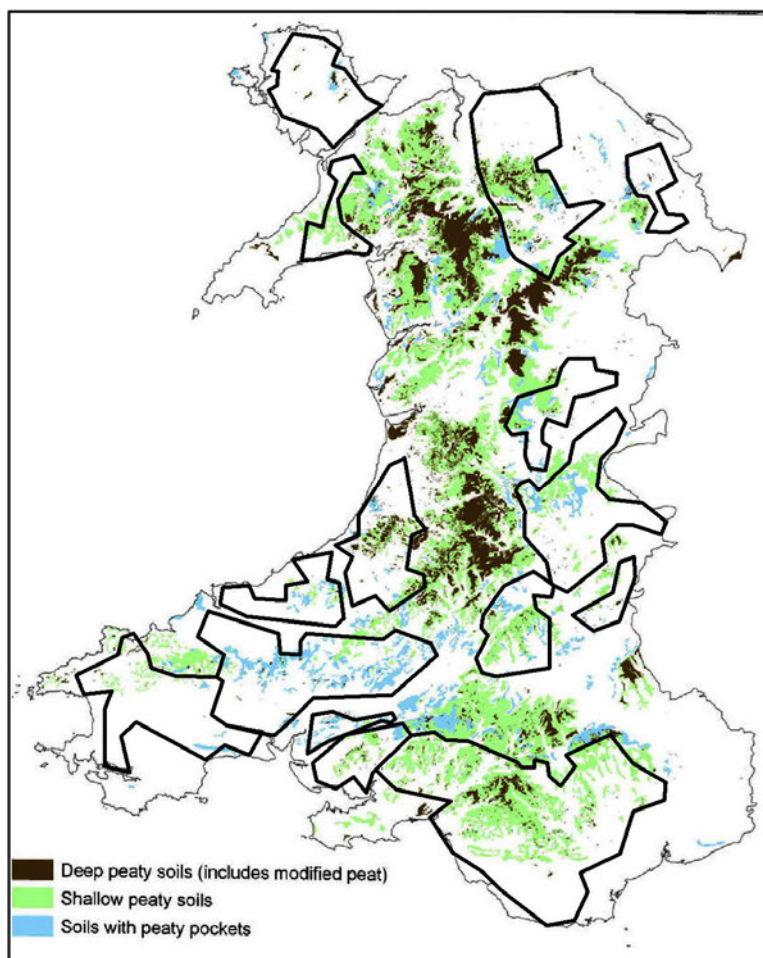 Deep peaty soils (includes modified peat)
Shallow peaty soils
Soils with peaty pockets